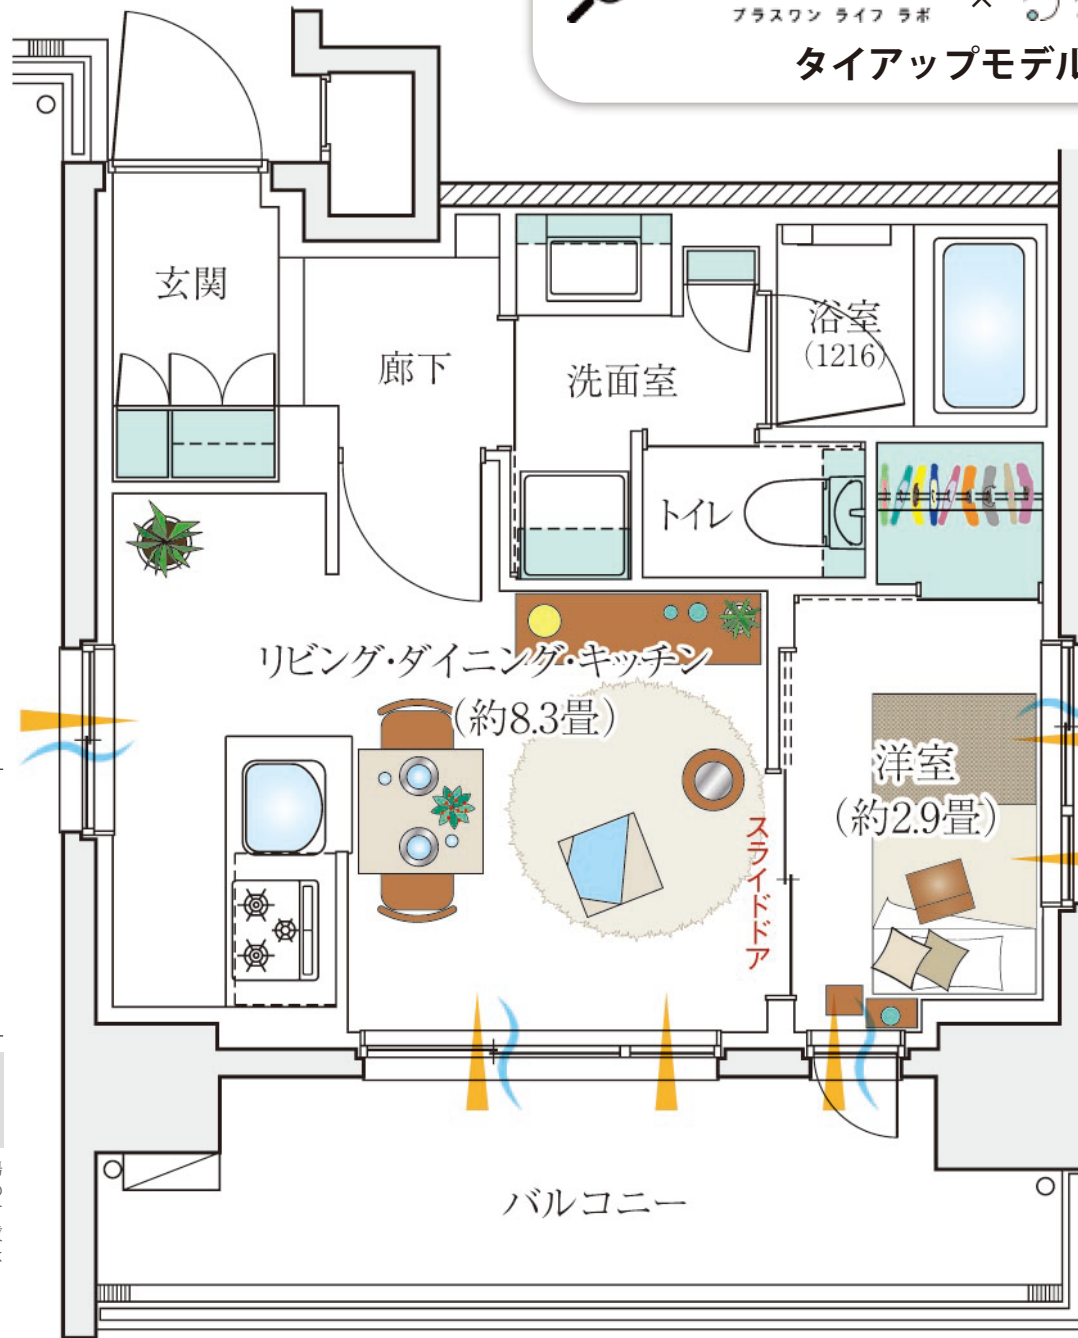 プラスワン ライフ ラボ
×
タイアップモデル
玄関
廊下
洗面室
浴室
(1216)
トイレ
リビング・ダイニング・キッチン
(約8.3畳)
洋室
(約2.9畳)
スライドドア
バルコニー